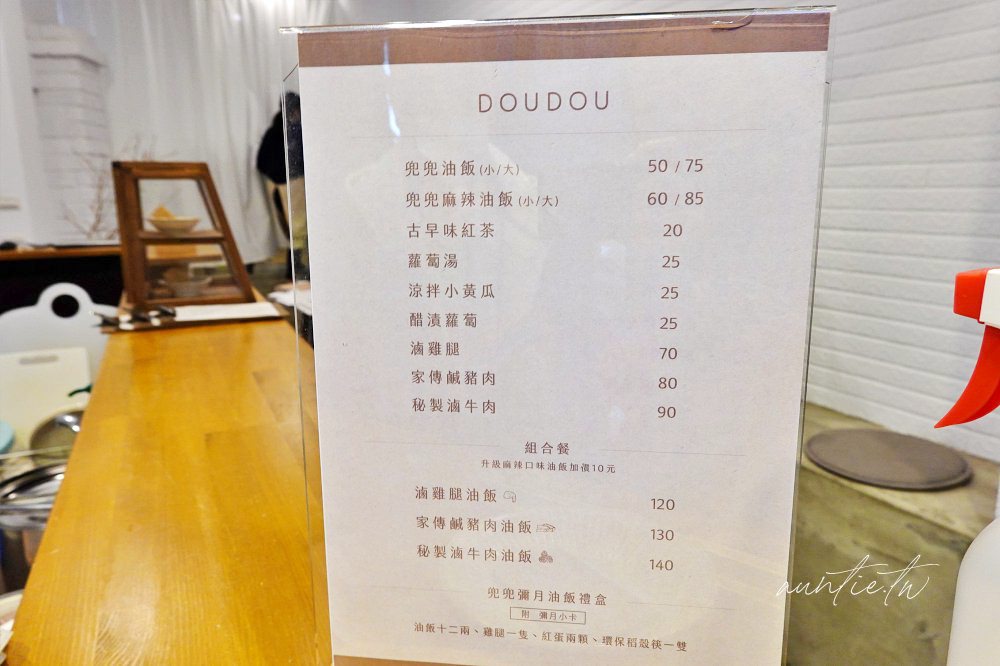 DOUDOU
兜兜油飯(小/大) 50 / 75
兜兜麻辣油飯(小/大) 60 / 85
古早味紅茶 20
蘿蔔湯 25
涼拌小黃瓜 25
醋漬蘿蔔 25
滷雞腿 70
家傳鹹豬肉 80
秘製滷牛肉 90
組合餐
升級麻辣口味油飯加價10元
滷雞腿油飯 120
家傳鹹豬肉油飯 130
秘製滷牛肉油飯 140
兜兜彌月油飯禮盒
附 彌月小卡
油飯十二兩、雞腿一隻、紅蛋兩顆、環保稻殼筷一雙
auntie.tw